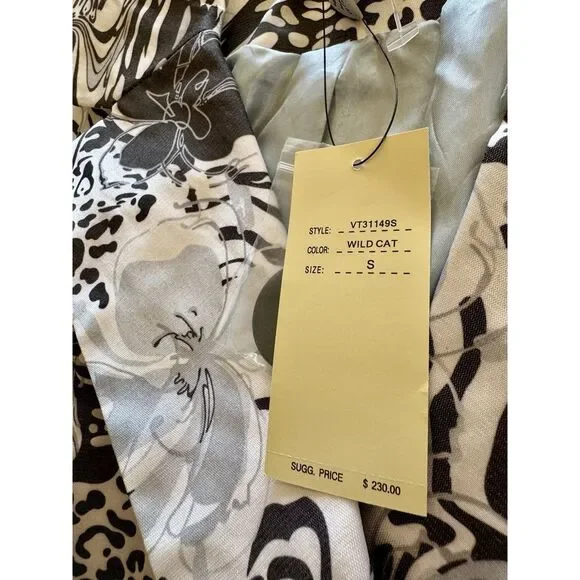 STYLE: VT31149S
COLOR: WILD CAT
SIZE: S
SUGG. PRICE $ 230.00